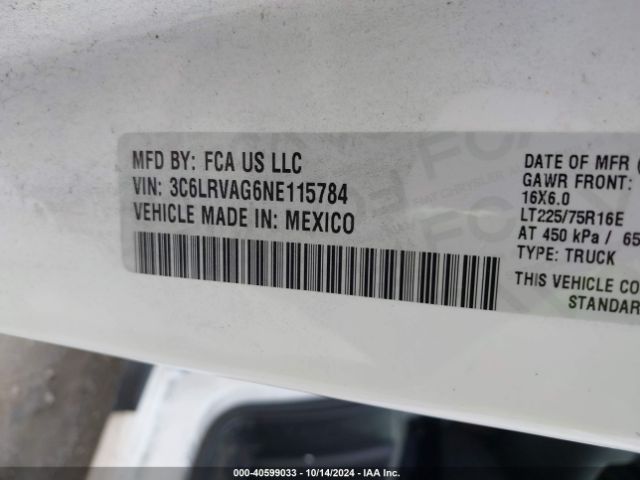 MFD BY: FCA US LLC
VIN: 3C6LRVAG6NE115784
VEHICLE MADE IN: MEXICO
DATE OF MFR
GAWR FRONT:
16X6.0
LT225/75R16E
AT 450 kPa / 65
TYPE: TRUCK
THIS VEHICLE CO
STANDAR
000-40599033 - 10/14/2024 - IAA Inc.